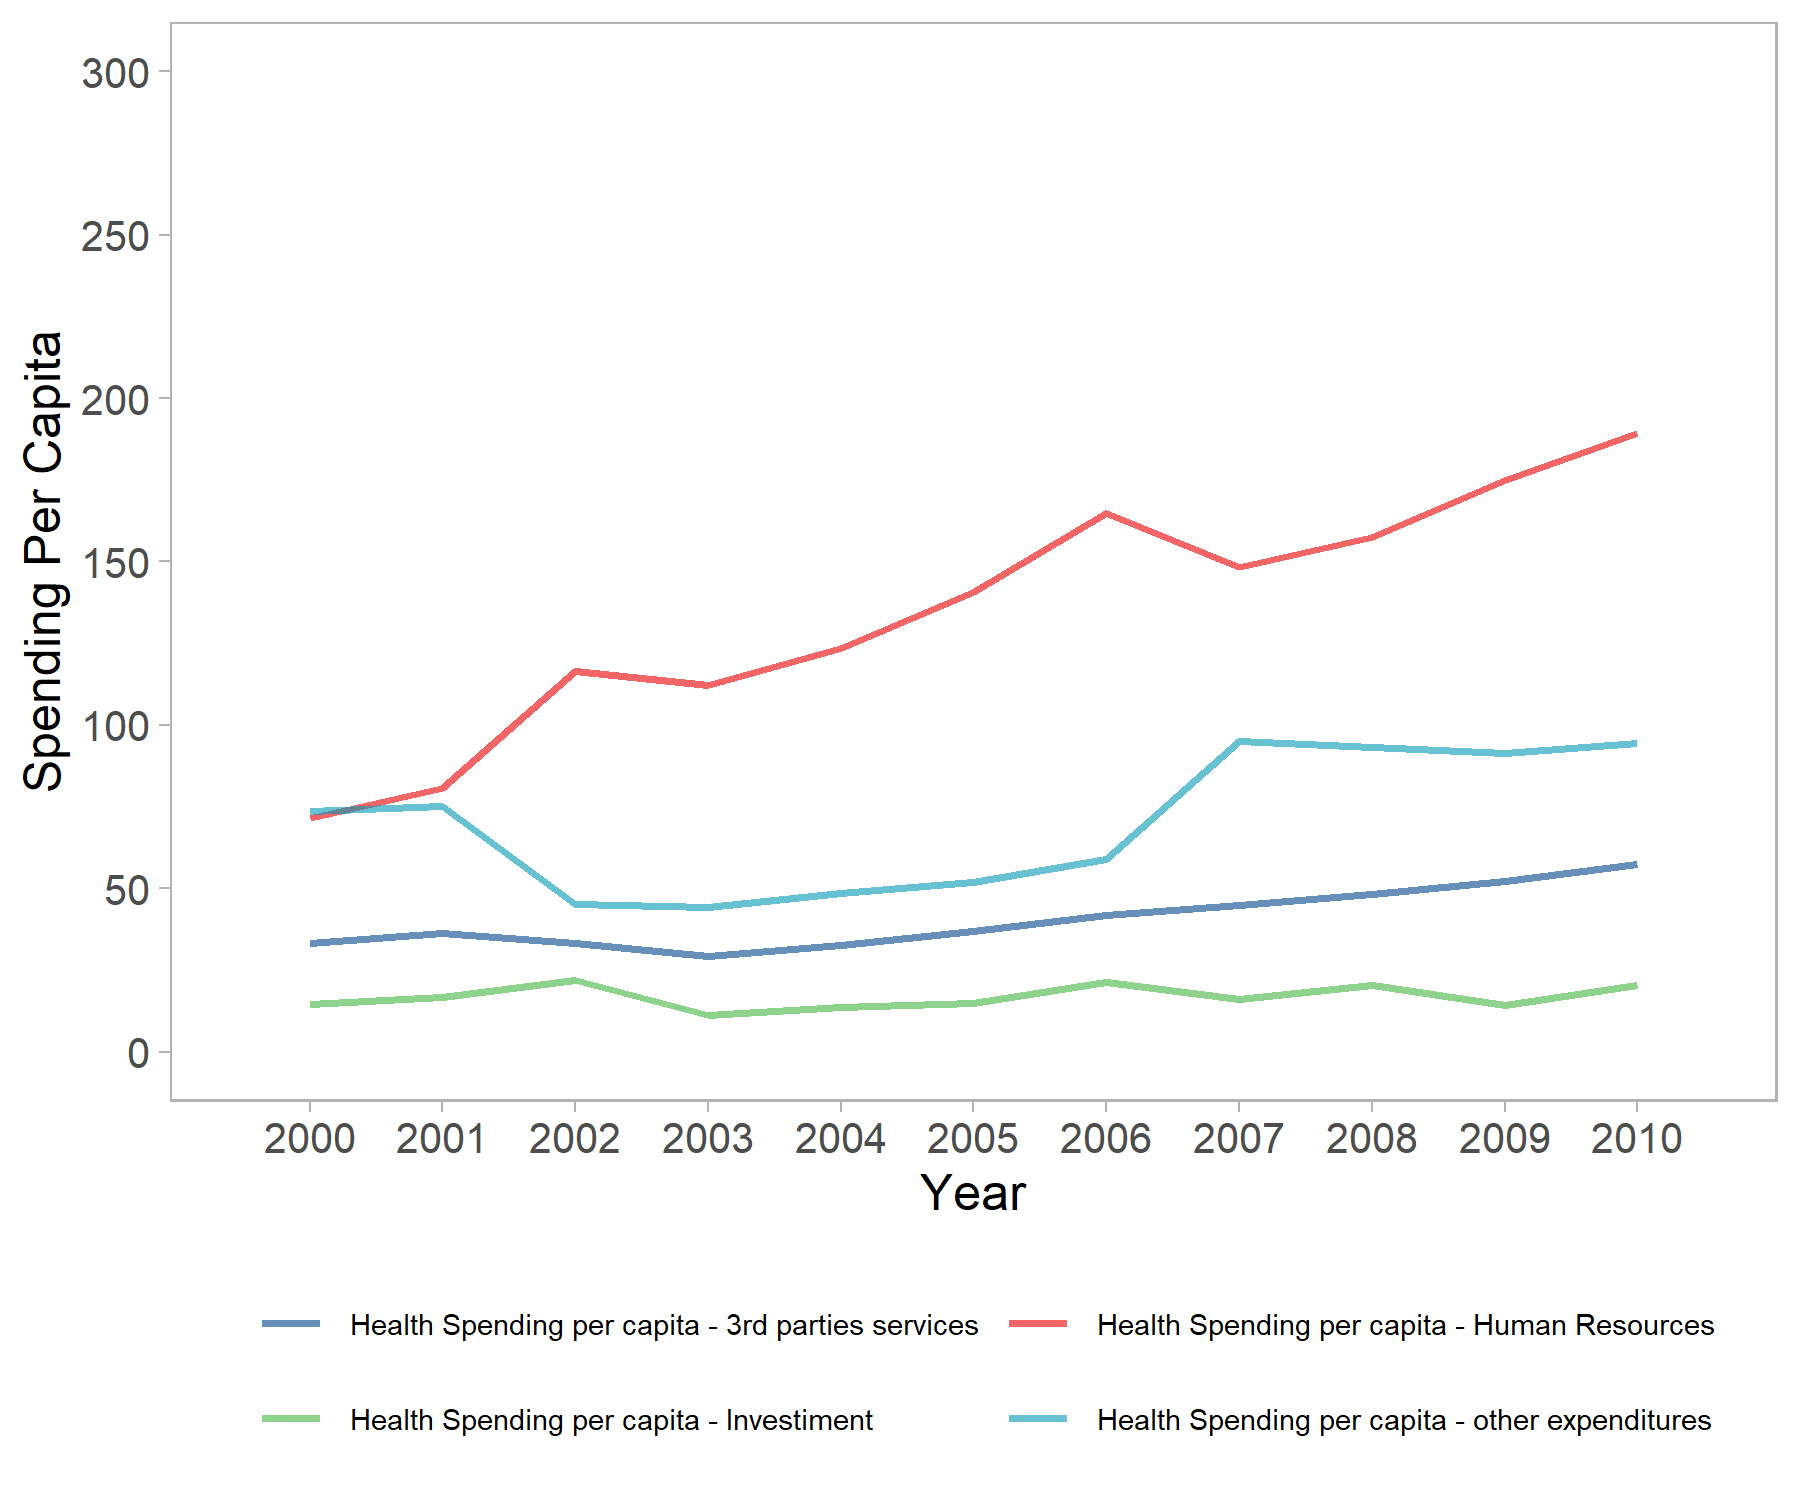 300
250
200
150
100
50
0
Spending Per Capita
2000 2001 2002 2003 2004 2005 2006 2007 2008 2009 2010
Year
Health Spending per capita - 3rd parties services
Health Spending per capita - Human Resources
Health Spending per capita - Investiment
Health Spending per capita - other expenditures